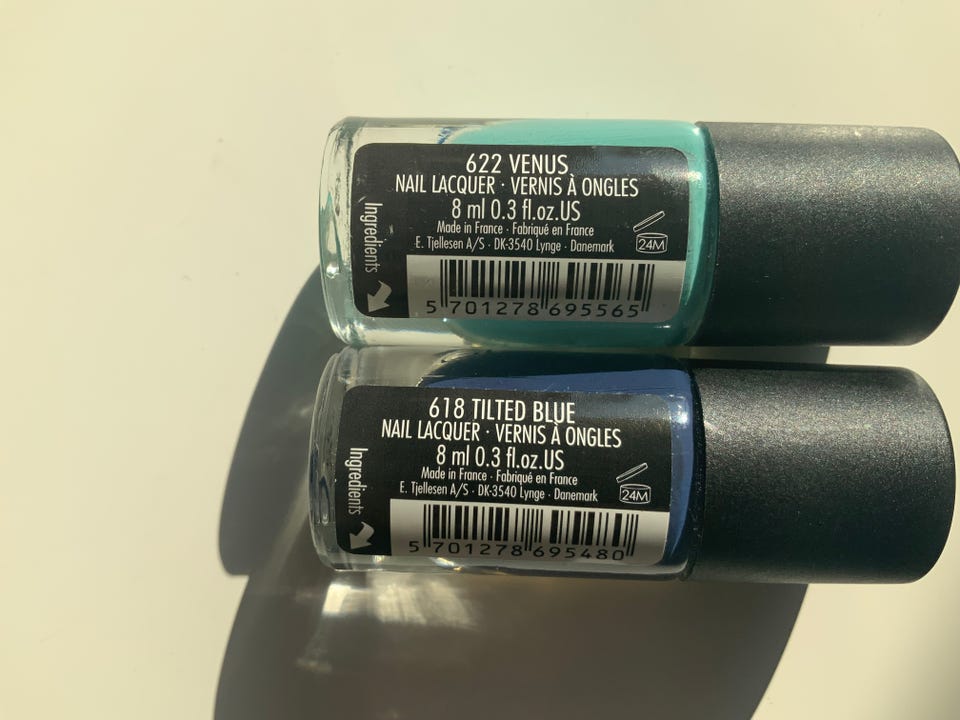 622 VENUS
NAIL LACQUER · VERNIS À ONGLES
8 ml 0.3 fl.oz.US
Made in France · Fabriqué en France
E. Tjellesen A/S · DK-3540 Lynge · Danemark
24M
Ingredients
5 701278 695565
618 TILTED BLUE
NAIL LACQUER · VERNIS À ONGLES
8 ml 0.3 fl.oz.US
Made in France · Fabriqué en France
E. Tjellesen A/S · DK-3540 Lynge · Danemark
24M
Ingredients
5 701278 695480